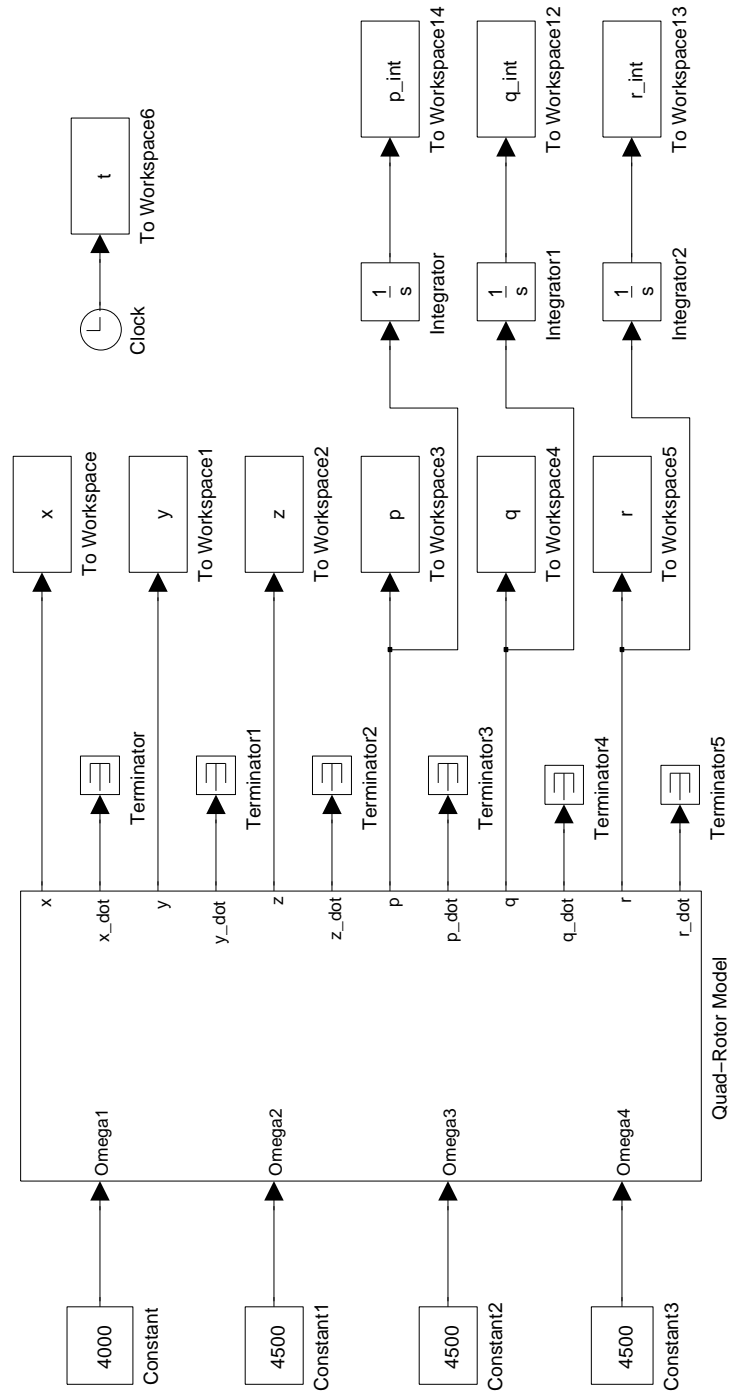 4000
Constant
4500
Constant1
4500
Constant2
4500
Constant3
Omega1
Omega2
Omega3
Omega4
x
x_dot
y
y_dot
z
z_dot
p
p_dot
q
q_dot
r
r_dot
Quad−Rotor Model
Terminator
Terminator1
Terminator2
Terminator3
Terminator4
Terminator5
x
To Workspace
y
To Workspace1
z
To Workspace2
p
To Workspace3
q
To Workspace4
r
To Workspace5
Clock
t
To Workspace6
1
s
Integrator
1
s
Integrator1
1
s
Integrator2
p_int
To Workspace14
q_int
To Workspace12
r_int
To Workspace13